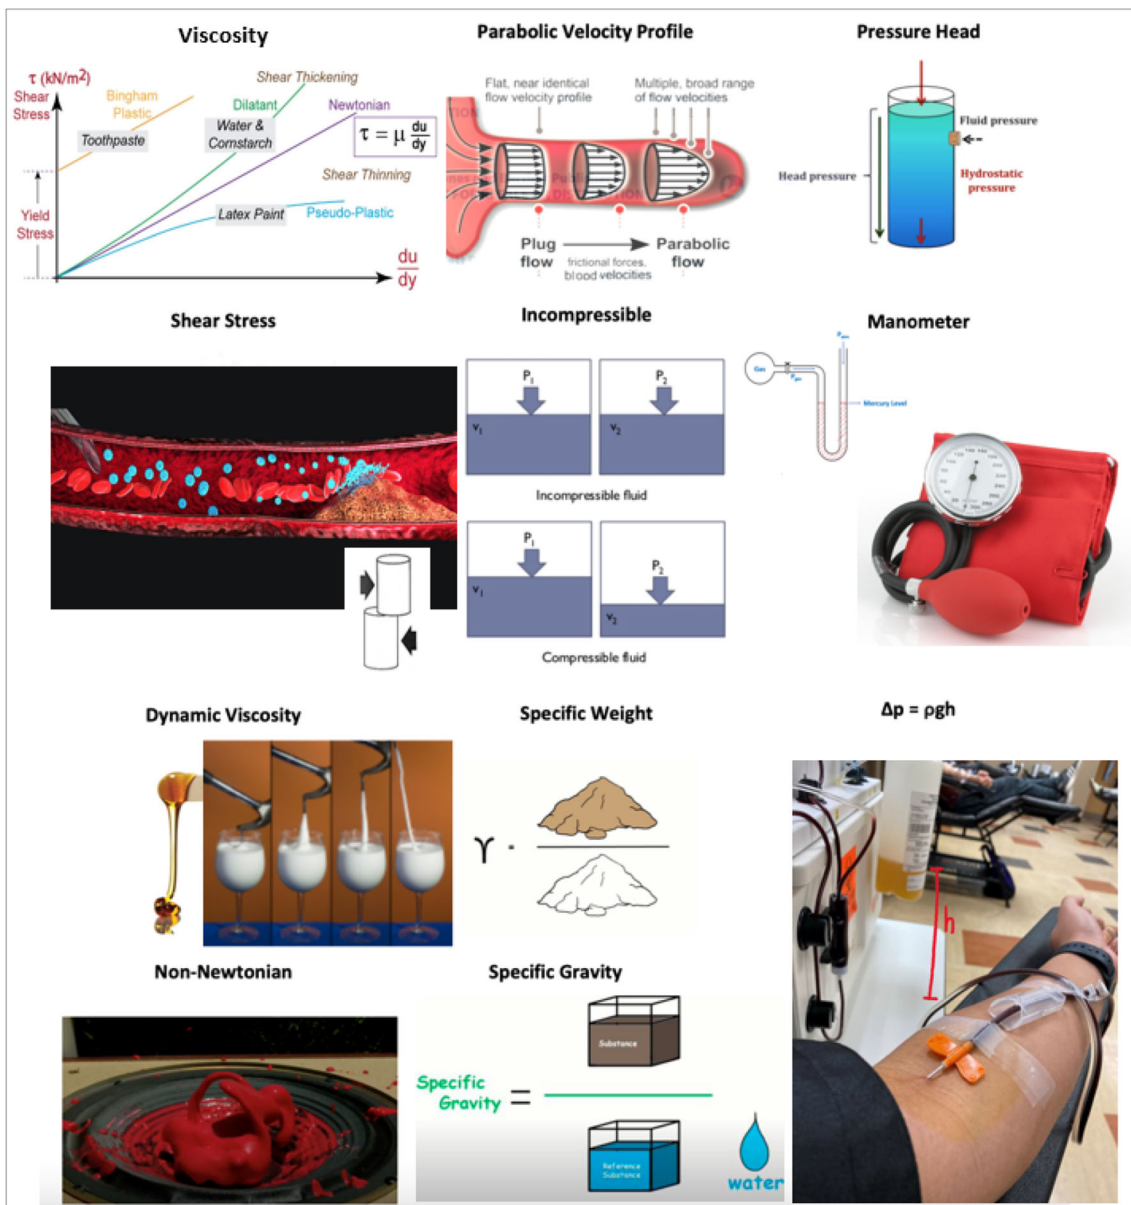 Viscosity
τ (kN/m²)
Shear
Stress
Bingham
Plastic
Toothpaste
Shear Thickening
Dilatant
Water &
Cornstarch
Newtonian
τ = μ du/dy
Shear Thinning
Yield
Stress
Latex Paint
Pseudo-Plastic
du
dy
Parabolic Velocity Profile
Flat, near identical
flow velocity profile
Multiple, broad range
of flow velocities
Plug
flow
frictional forces,
blood velocities
Parabolic
flow
Pressure Head
Fluid pressure
Head pressure
Hydrostatic
pressure
Shear Stress
Incompressible
P1
P2
v1
v2
Incompressible fluid
P1
P2
v1
v2
Compressible fluid
Manometer
Gas
Mercury Level
Dynamic Viscosity
Specific Weight
γ
Δp = ρgh
h
Non-Newtonian
Specific Gravity
Substance
Specific
Gravity =
Reference
Substance
water